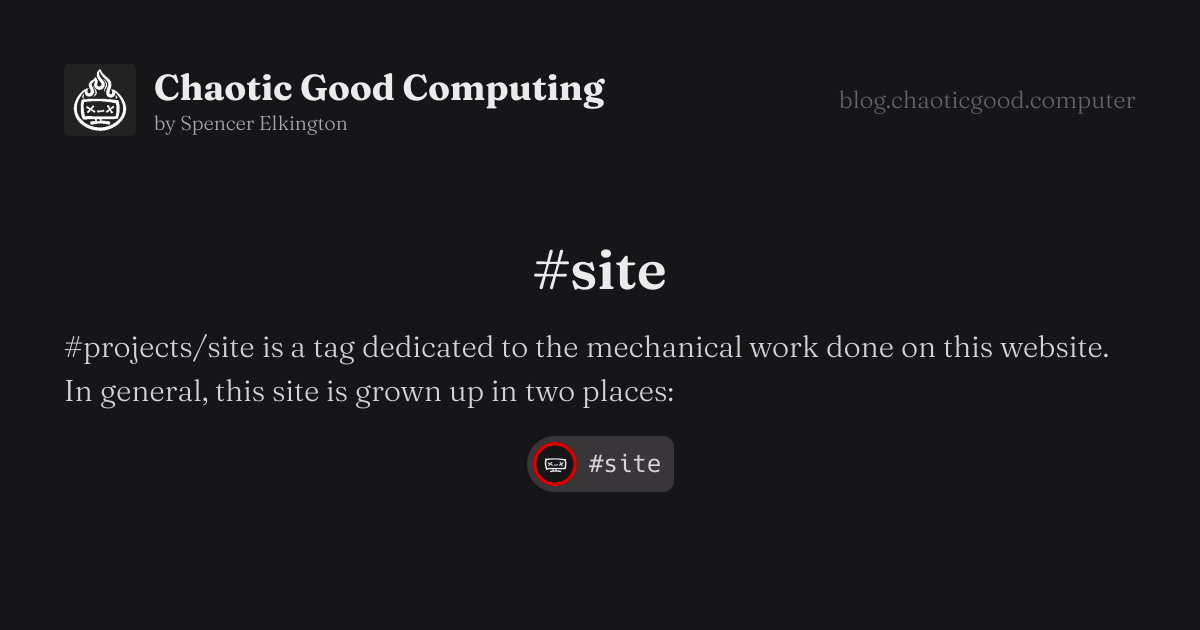 Chaotic Good Computing
by Spencer Elkington
blog.chaoticgood.computer
#site
#projects/site is a tag dedicated to the mechanical work done on this website.
In general, this site is grown up in two places:
#site